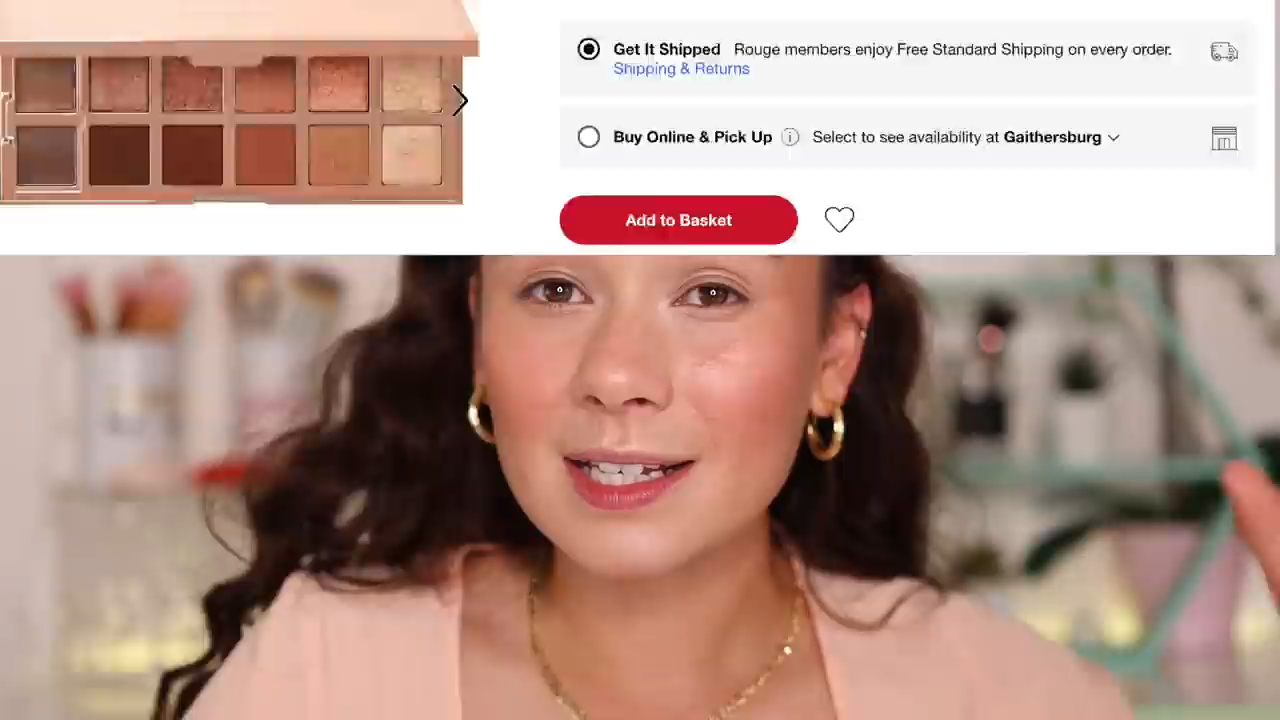 Get It Shipped Rouge members enjoy Free Standard Shipping on every order.
Shipping & Returns
Buy Online & Pick Up Select to see availability at Gaithersburg
Add to Basket